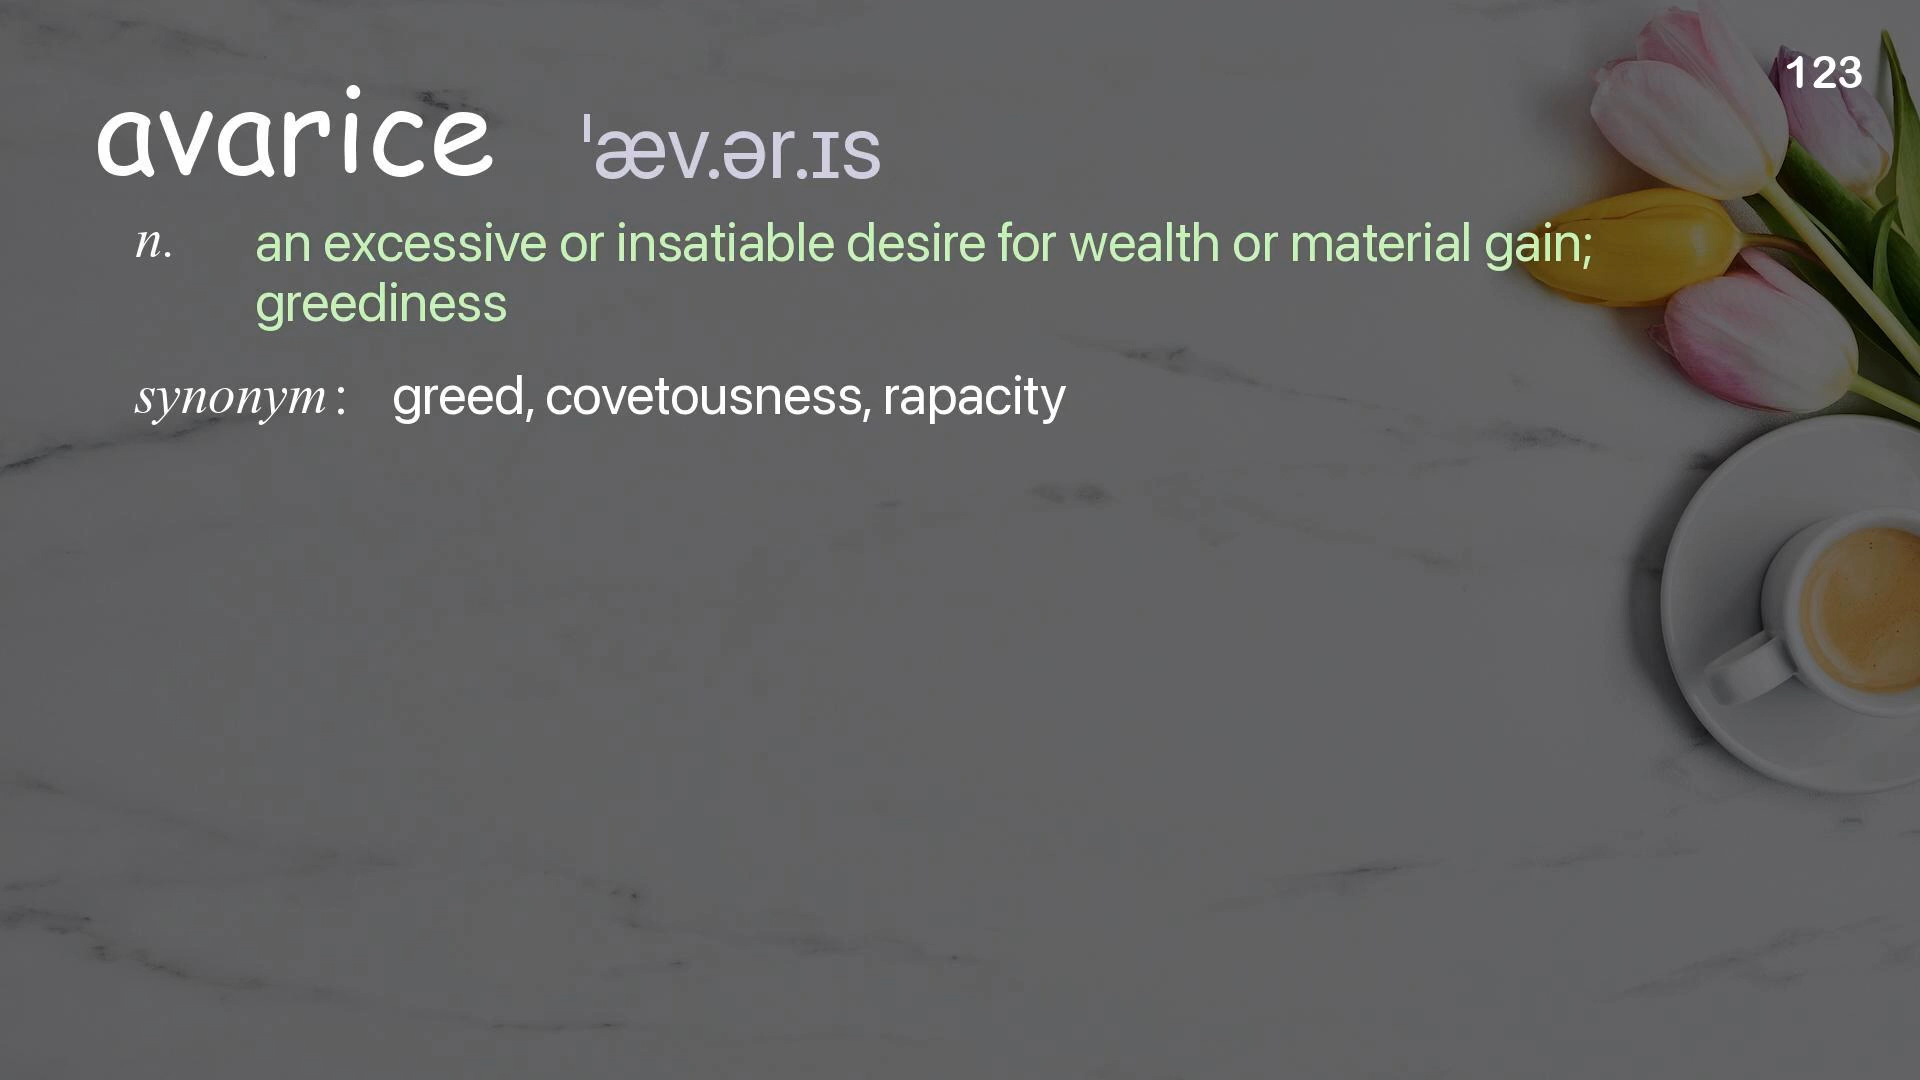 123
avarice ˈæv.ər.ɪs
n. an excessive or insatiable desire for wealth or material gain;
greediness
synonym : greed, covetousness, rapacity